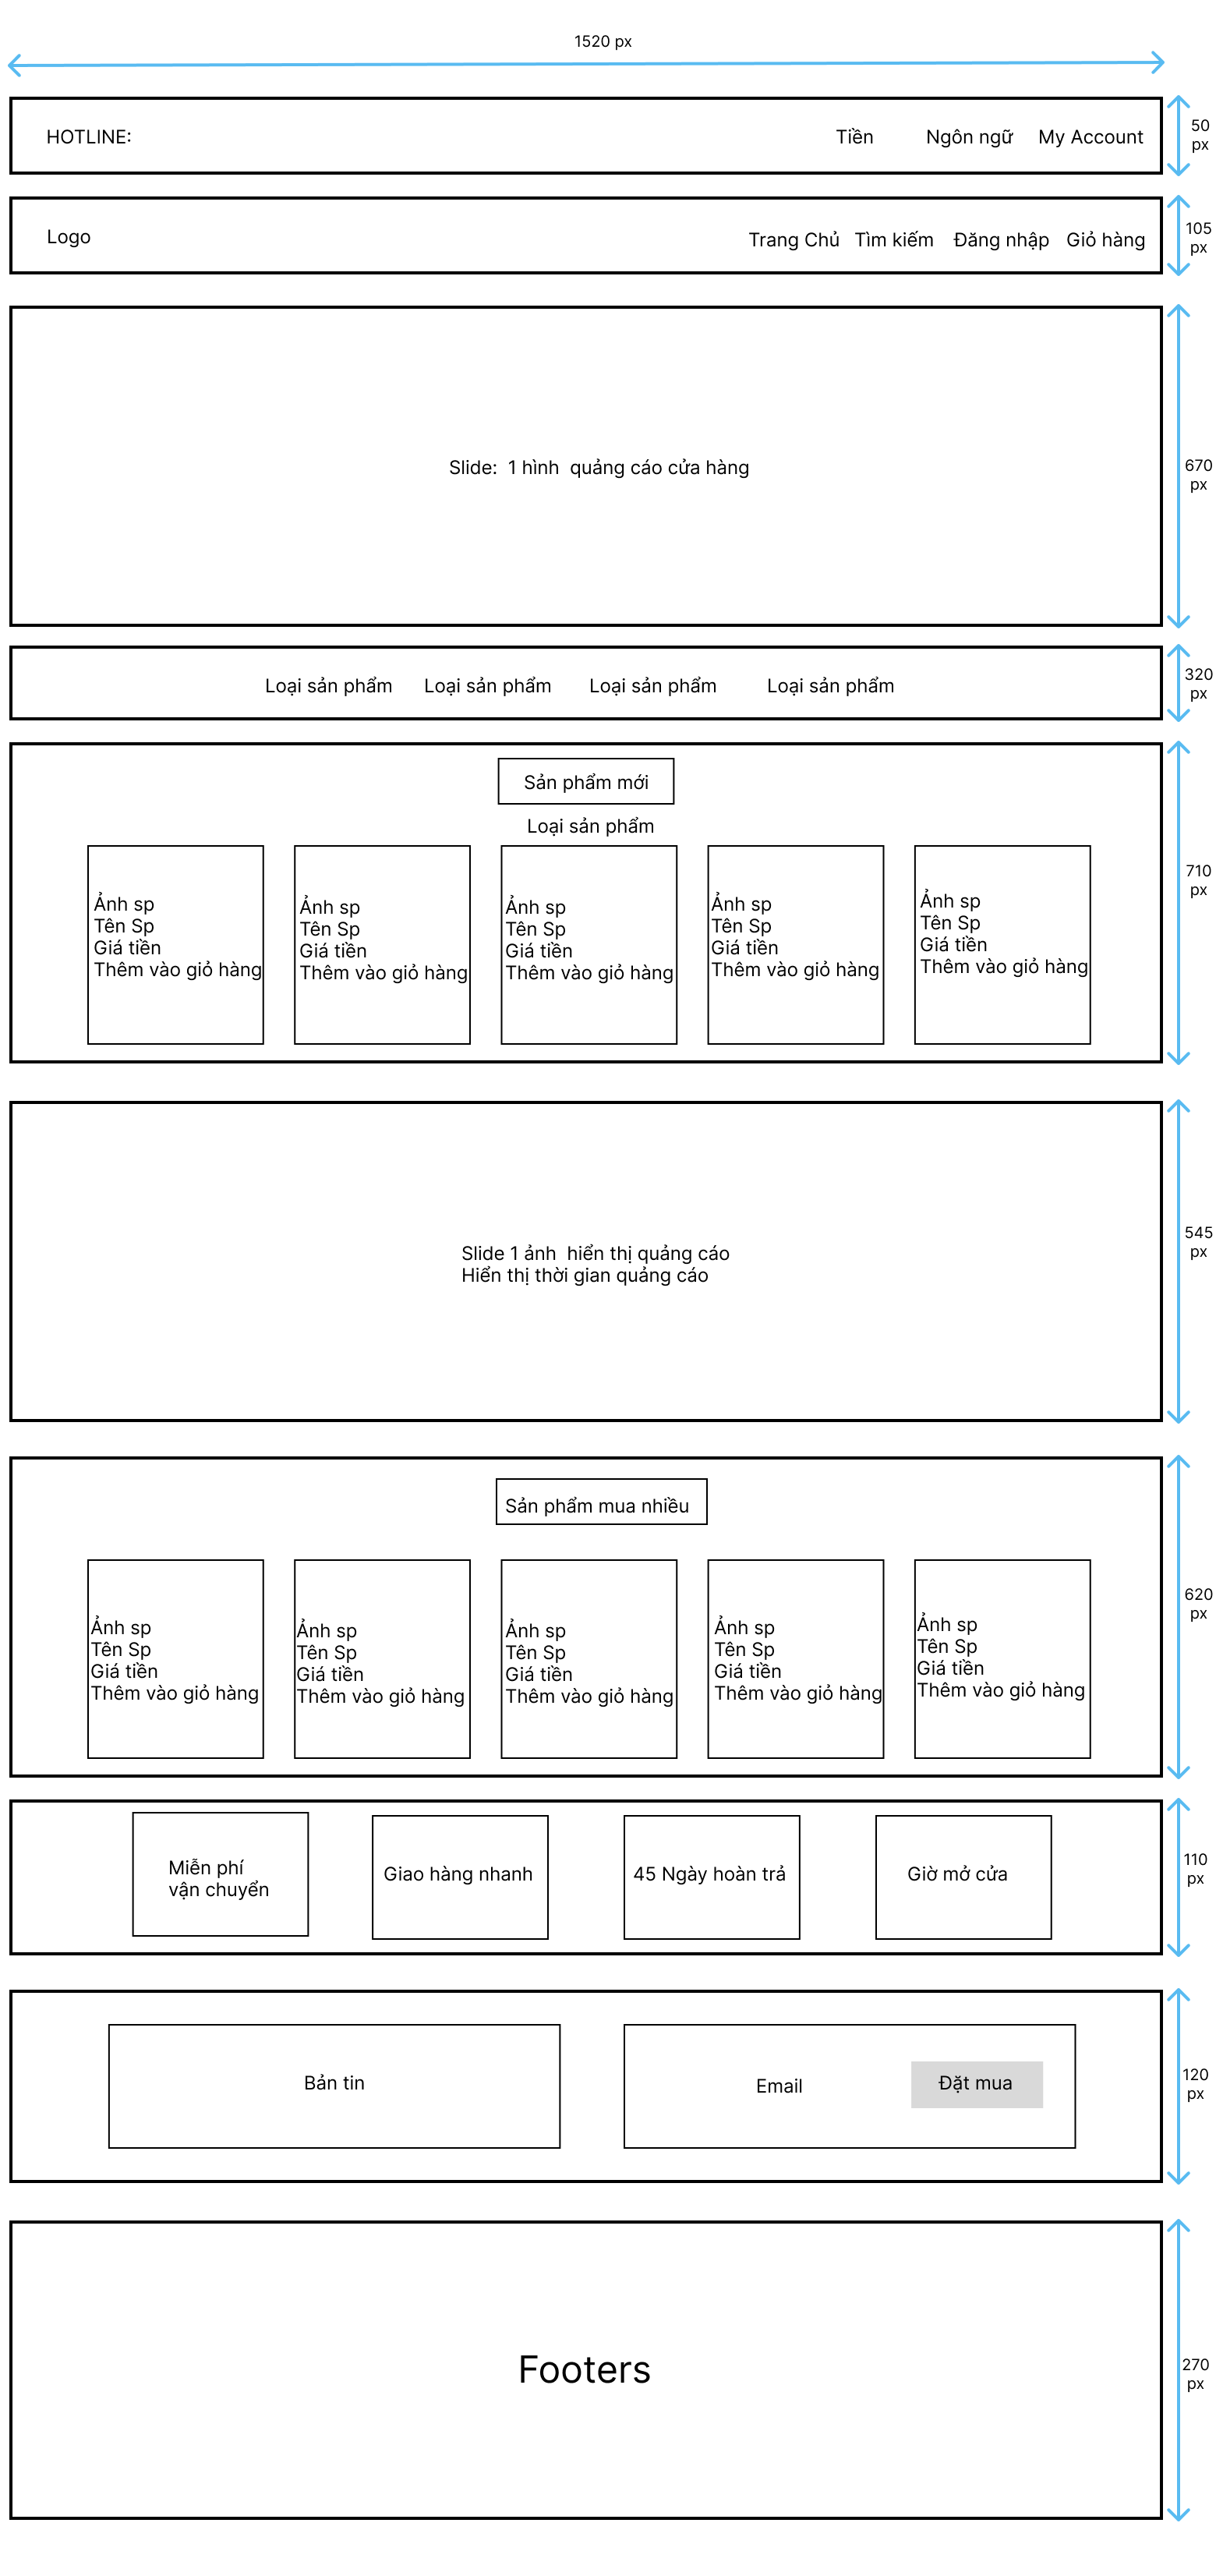 1520 px
HOTLINE:
Tiền
Ngôn ngữ
My Account
50
px
Logo
Trang Chủ
Tìm kiếm
Đăng nhập
Giỏ hàng
105
px
Slide:  1 hình  quảng cáo cửa hàng
670
px
Loại sản phẩm
Loại sản phẩm
Loại sản phẩm
Loại sản phẩm
320
px
Sản phẩm mới
Loại sản phẩm
Ảnh sp
Tên Sp
Giá tiền
Thêm vào giỏ hàng
Ảnh sp
Tên Sp
Giá tiền
Thêm vào giỏ hàng
Ảnh sp
Tên Sp
Giá tiền
Thêm vào giỏ hàng
Ảnh sp
Tên Sp
Giá tiền
Thêm vào giỏ hàng
Ảnh sp
Tên Sp
Giá tiền
Thêm vào giỏ hàng
710
px
Slide 1 ảnh  hiển thị quảng cáo
Hiển thị thời gian quảng cáo
545
px
Sản phẩm mua nhiều
Ảnh sp
Tên Sp
Giá tiền
Thêm vào giỏ hàng
Ảnh sp
Tên Sp
Giá tiền
Thêm vào giỏ hàng
Ảnh sp
Tên Sp
Giá tiền
Thêm vào giỏ hàng
Ảnh sp
Tên Sp
Giá tiền
Thêm vào giỏ hàng
Ảnh sp
Tên Sp
Giá tiền
Thêm vào giỏ hàng
620
px
Miễn phí
vận chuyển
Giao hàng nhanh
45 Ngày hoàn trả
Giờ mở cửa
110
px
Bản tin
Email
Đặt mua
120
px
Footers
270
px